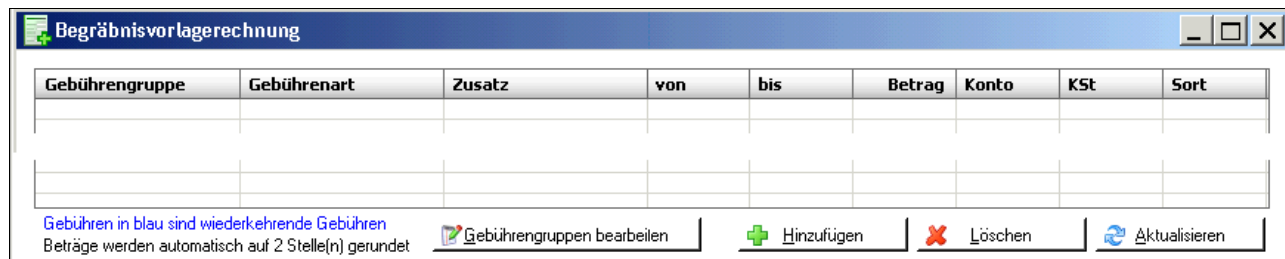 Begräbnisvorlagerechnung
Gebührengruppe Gebührenart Zusatz von bis Betrag Konto KSt Sort
Gebühren in blau sind wiederkehrende Gebühren
Beträge werden automatisch auf 2 Stelle(n) gerundet
Gebührengruppen bearbeiten Hinzufügen Löschen Aktualisieren